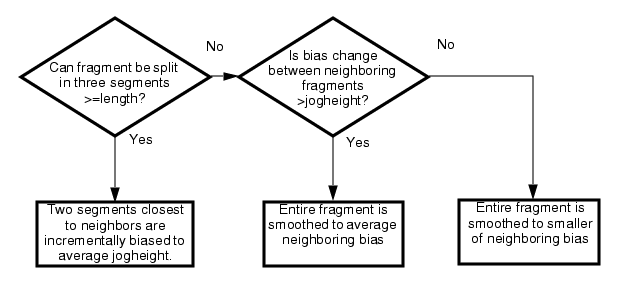 No
No
Can fragment be split
in three segments
>=length?
Is bias change
between neighboring
fragments
>jogheight?
Yes
Yes
Two segments closest
to neighbors are
incrementally biased to
average jogheight.
Entire fragment is
smoothed to average
neighboring bias
Entire fragment is
smoothed to smaller
of neighboring bias